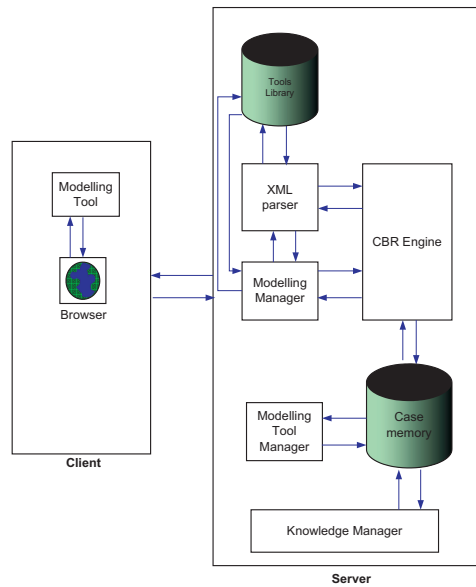 Tools
Library
Modelling
Tool
XML
parser
CBR Engine
Browser
Modelling
Manager
Modelling
Tool
Manager
Case
memory
Client
Knowledge Manager
Server